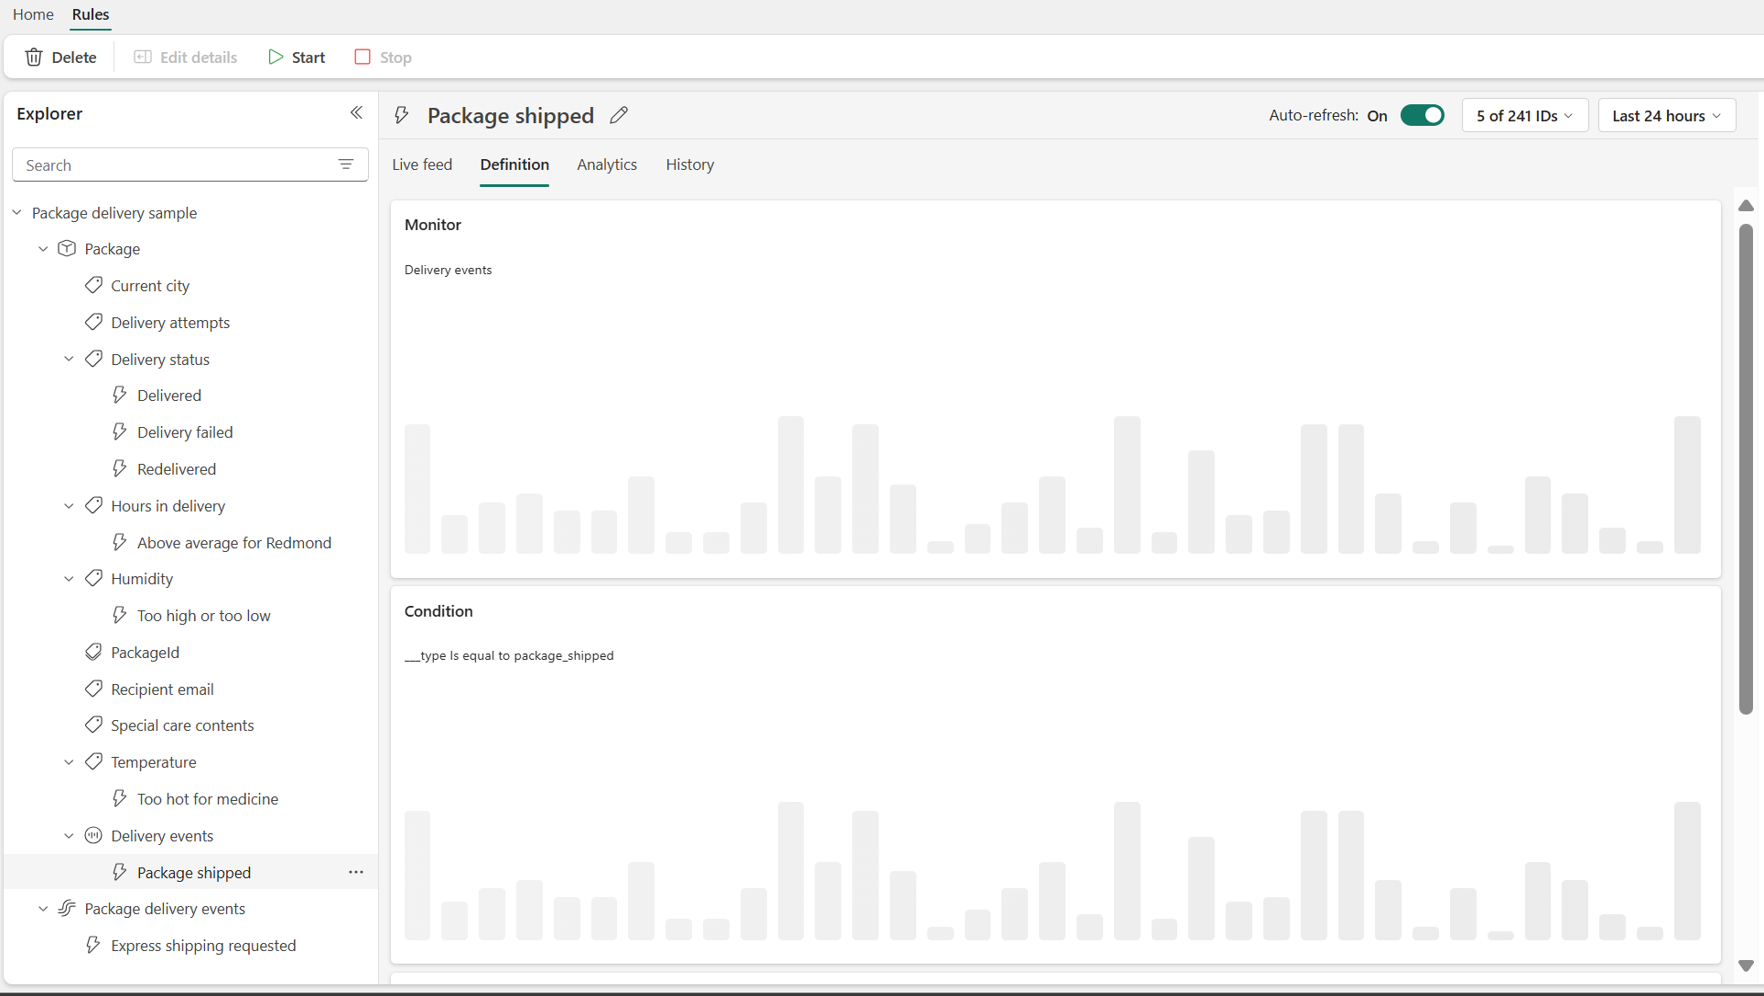 Home Rules
Delete Edit details Start Stop
Explorer
Search
Package delivery sample
Package
Current city
Delivery attempts
Delivery status
Delivered
Delivery failed
Redelivered
Hours in delivery
Above average for Redmond
Humidity
Too high or too low
PackageId
Recipient email
Special care contents
Temperature
Too hot for medicine
Delivery events
Package shipped
Package delivery events
Express shipping requested
Package shipped
Auto-refresh: On 5 of 241 IDs Last 24 hours
Live feed Definition Analytics History
Monitor
Delivery events
Condition
___type Is equal to package_shipped